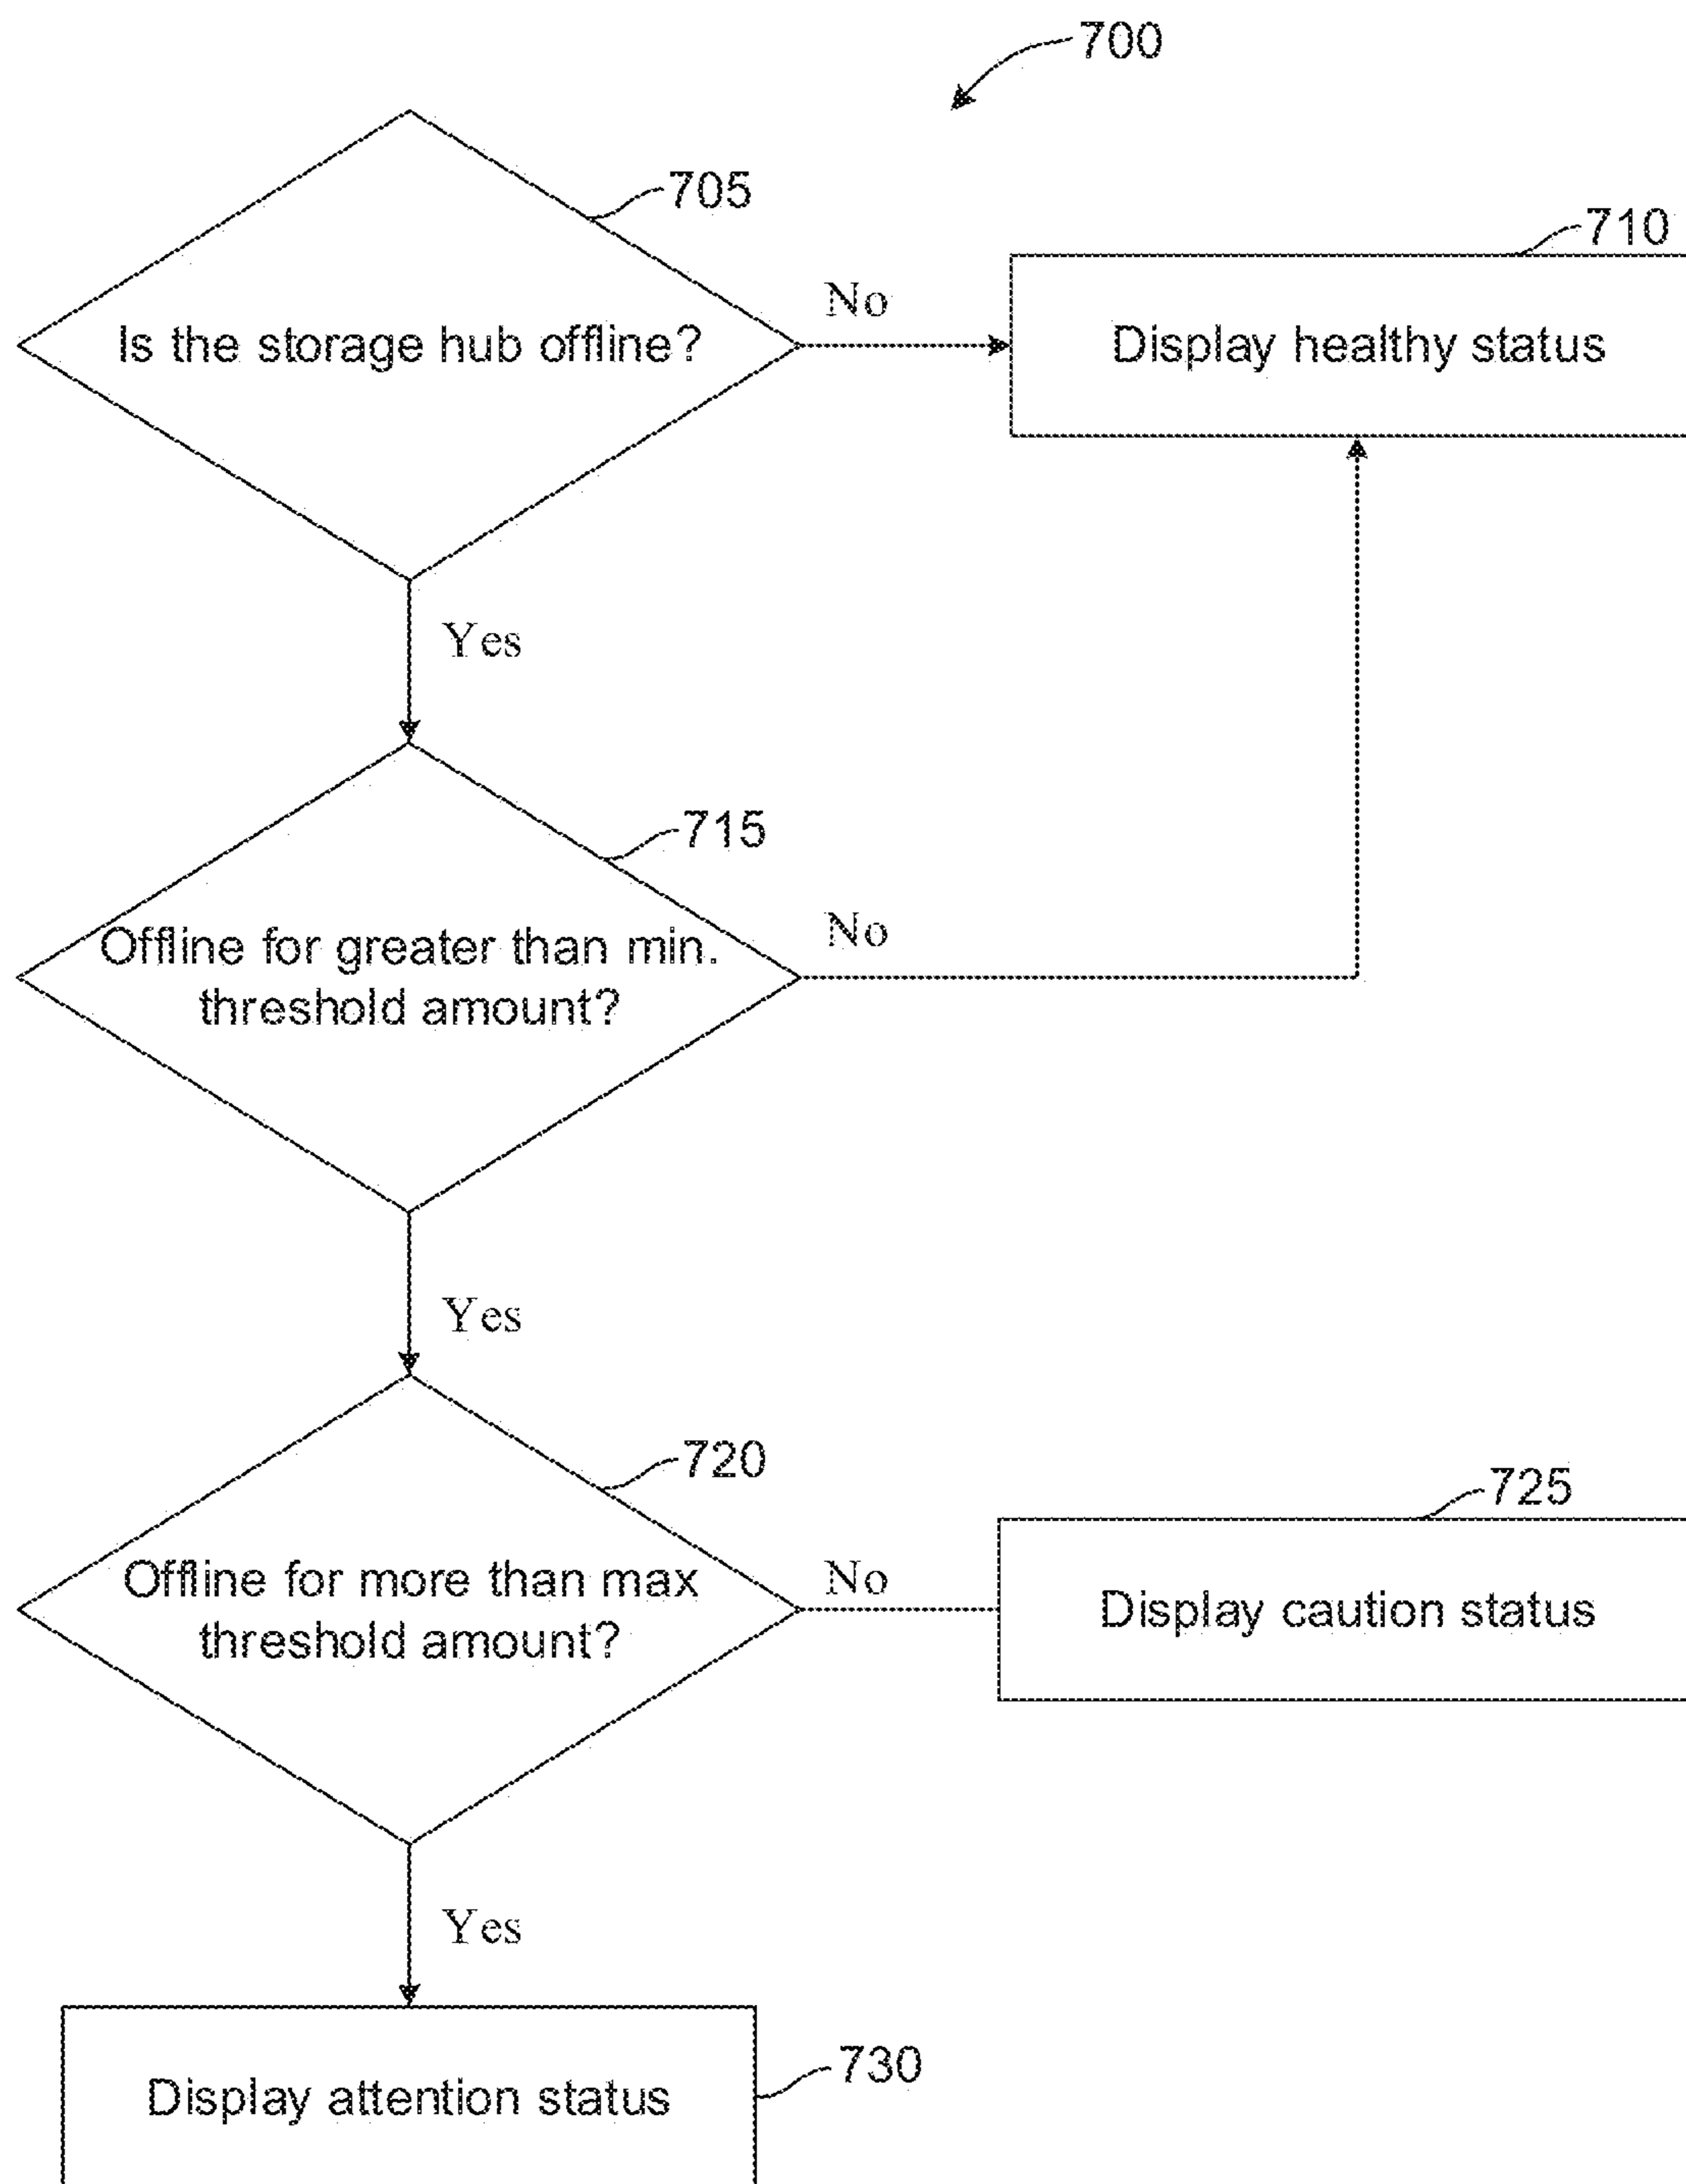 700
705
710
Is the storage hub offline?
No
Display healthy status
Yes
715
Offline for greater than min.
threshold amount?
No
Yes
720
725
Offline for more than max
threshold amount?
No
Display caution status
Yes
730
Display attention status